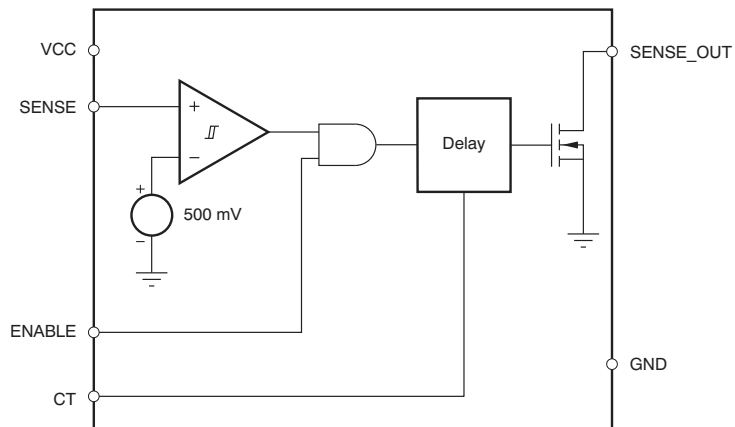 VCC
SENSE_OUT
SENSE
+
−
Delay
+
500 mV
−
ENABLE
GND
CT